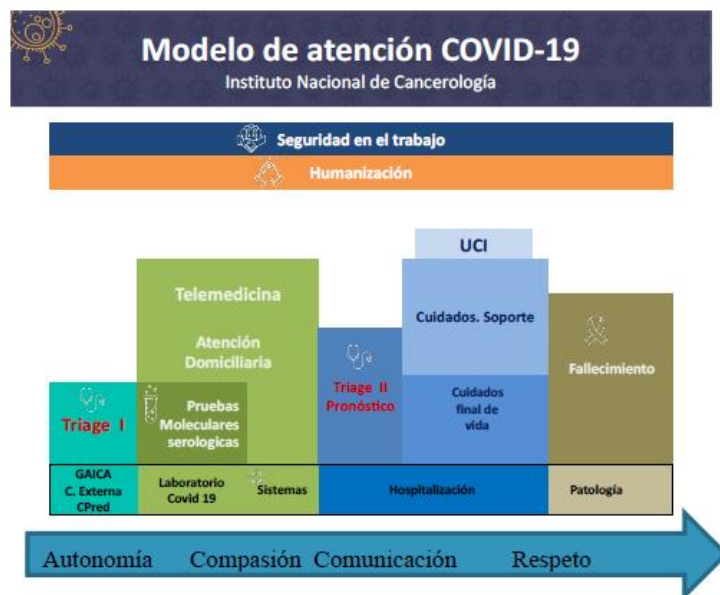 Modelo de atención COVID-19
Instituto Nacional de Cancerología
Seguridad en el trabajo
Humanización
UCI
Telemedicina
Atención
Domiciliaria
Cuidados. Soporte
Triage II
Pronóstico
Fallecimiento
Triage I
Pruebas
Moleculares
serologicas
Cuidados
final de
vida
GAICA
C. Externa
CPred
Laboratorio
Covid 19
Sistemas
Hospitalización
Patología
Autonomía Compasión Comunicación Respeto